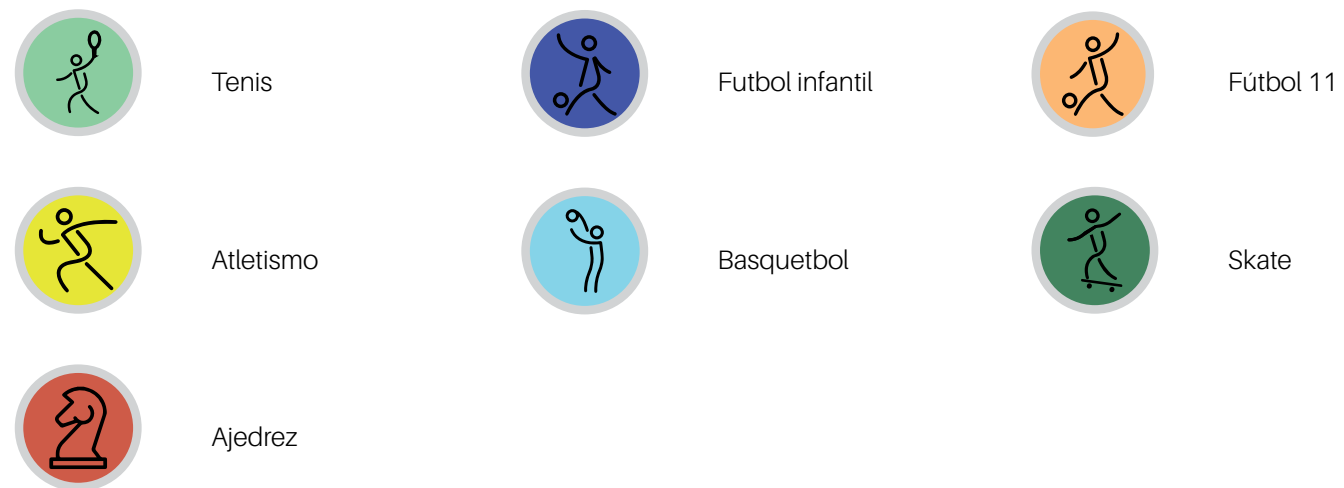 Tenis
Futbol infantil
Fútbol 11
Atletismo
Basquetbol
Skate
Ajedrez